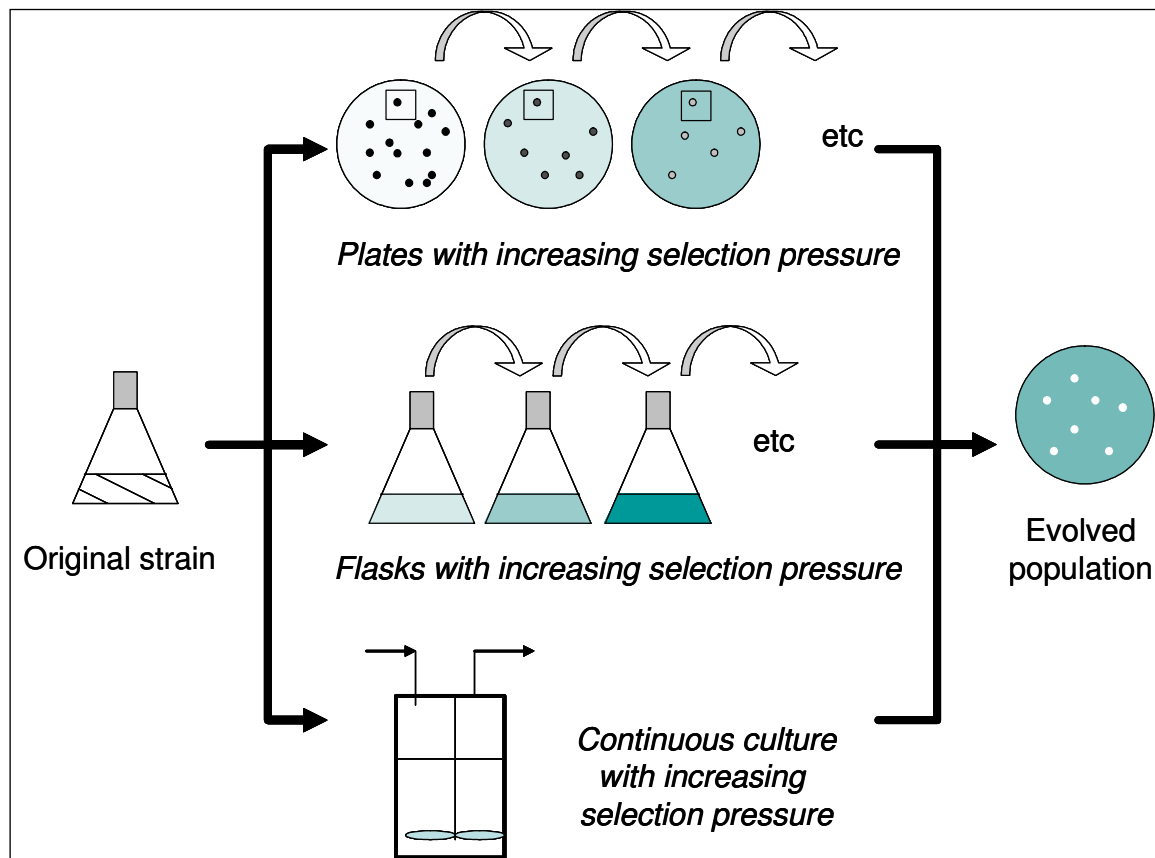 etc
Plates with increasing selection pressure
etc
Original strain
Flasks with increasing selection pressure
Evolved
population
Continuous culture
with increasing
selection pressure